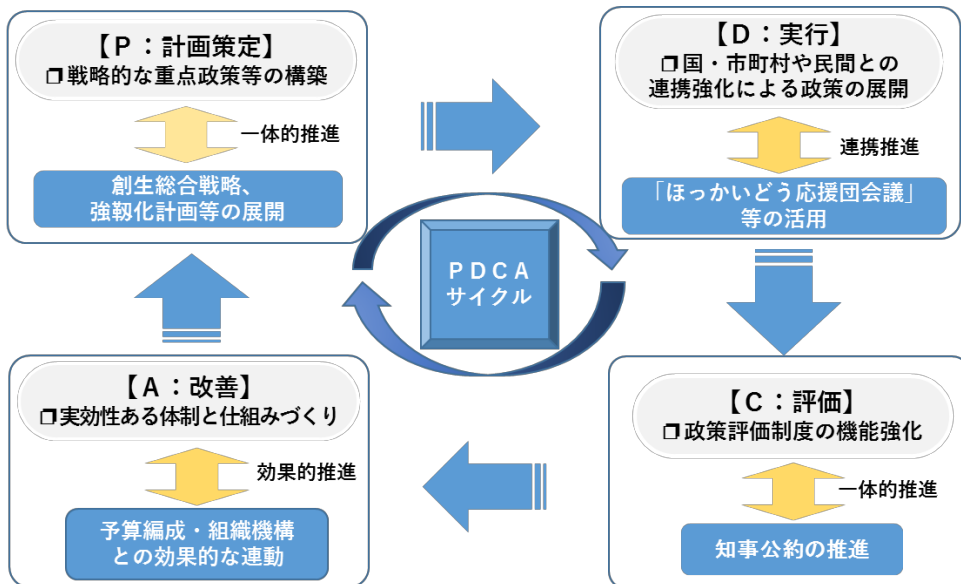 【P：計画策定】
❒戦略的な重点政策等の構築
一体的推進
創生総合戦略、
強靱化計画等の展開
【D：実行】
❒国・市町村や民間との
連携強化による政策の展開
連携推進
「ほっかいどう応援団会議」
等の活用
PDCA
サイクル
【A：改善】
❒実効性ある体制と仕組みづくり
効果的推進
予算編成・組織機構
との効果的な連動
【C：評価】
❒政策評価制度の機能強化
一体的推進
知事公約の推進